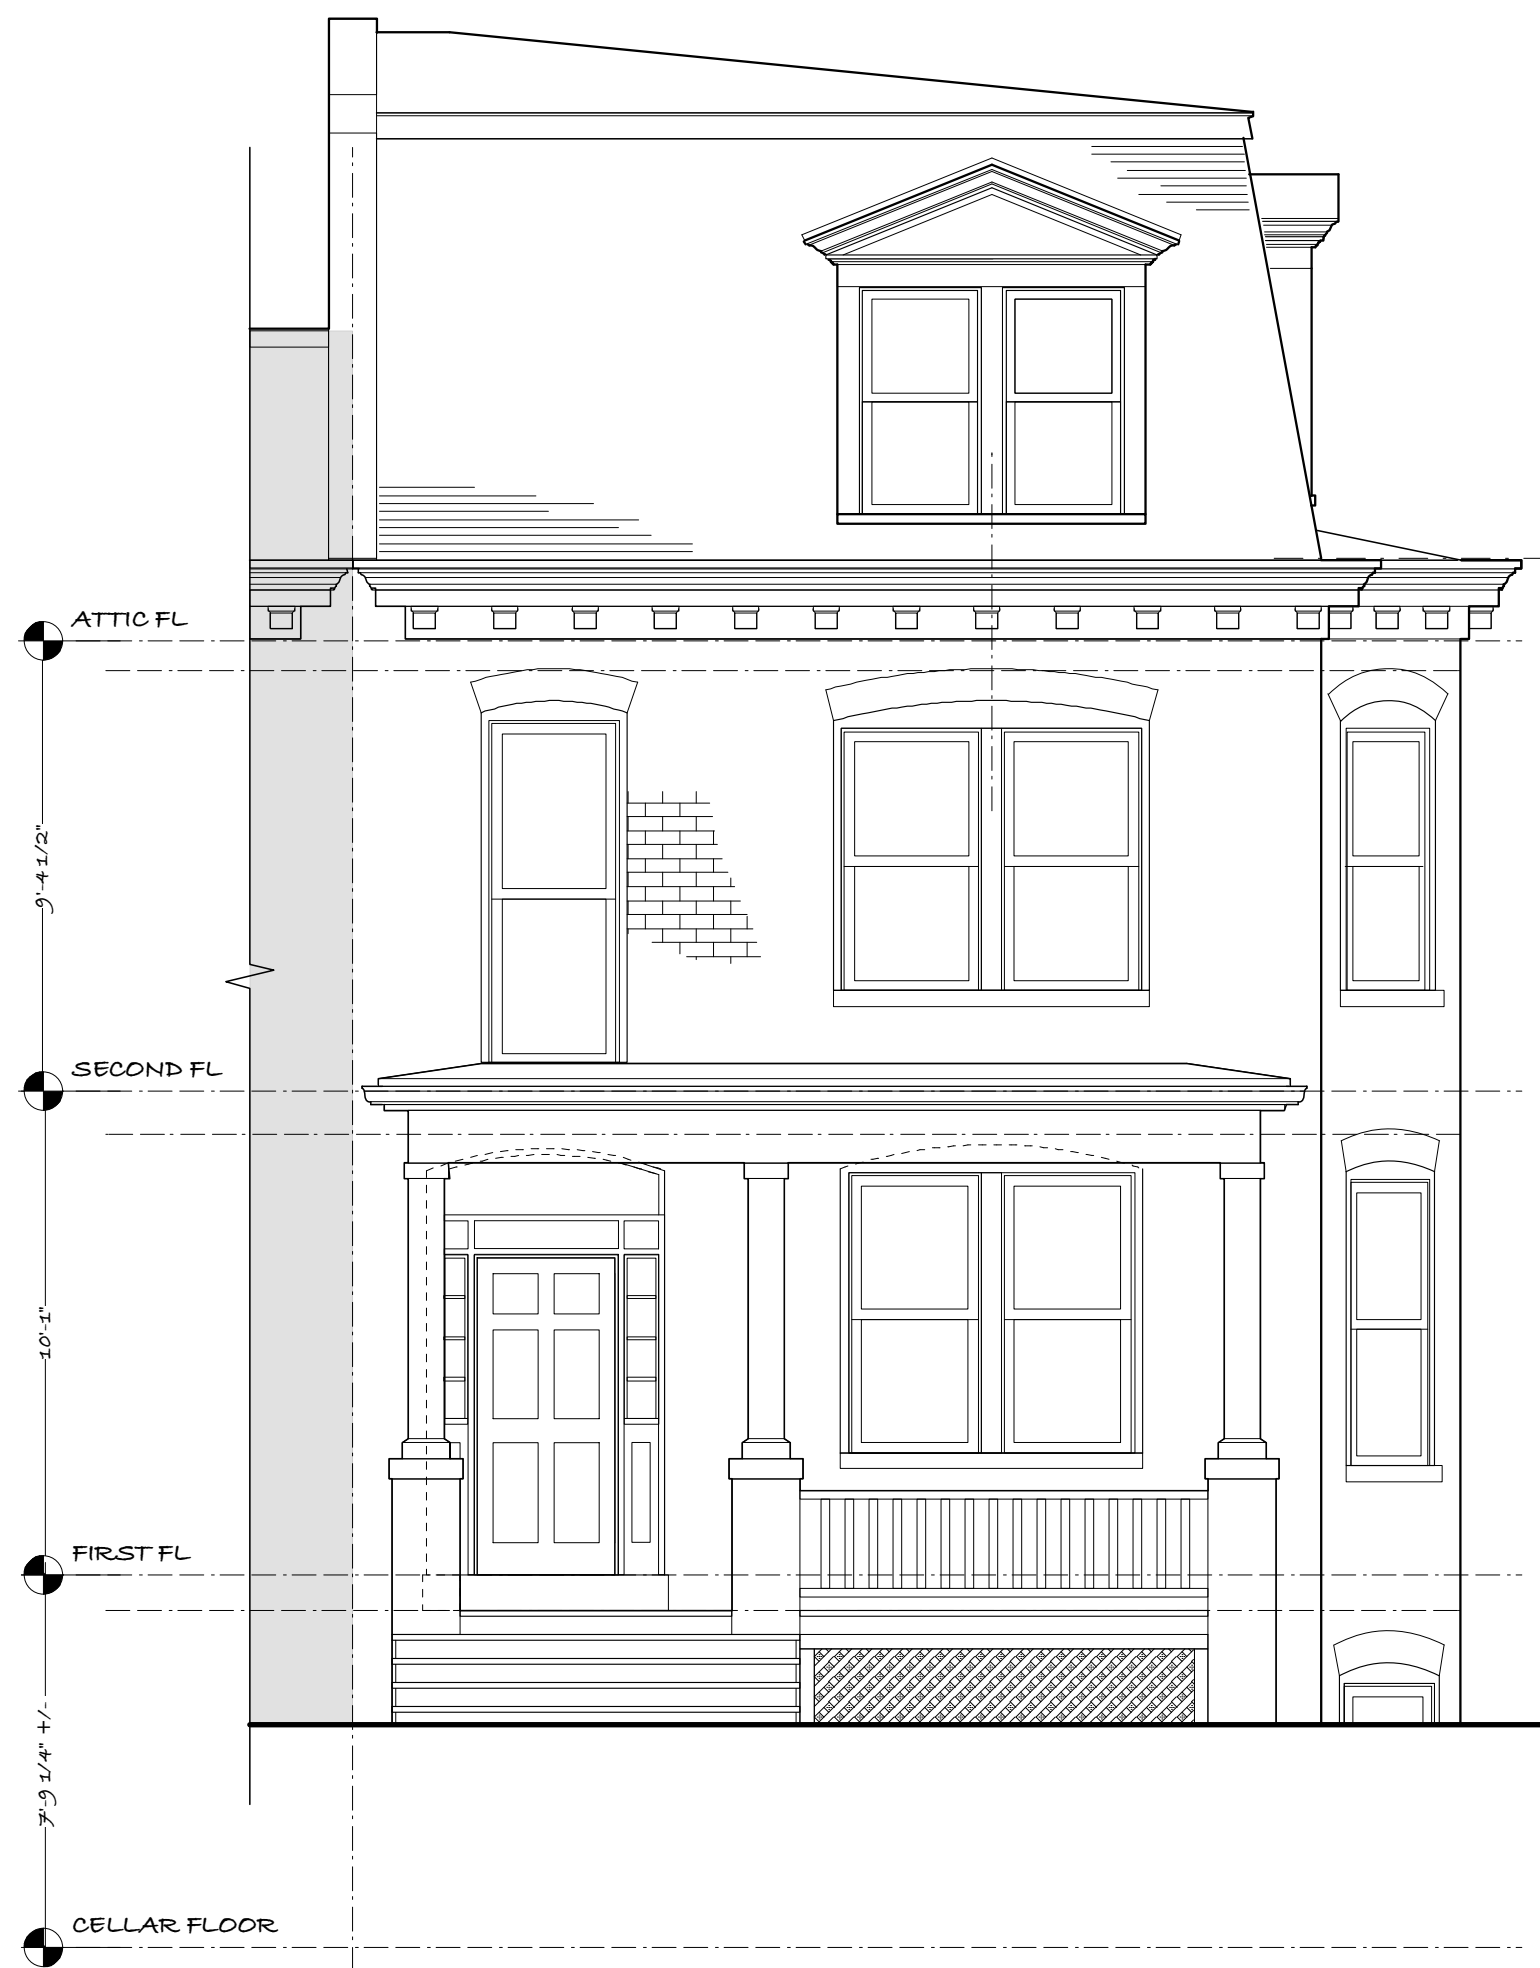 ATTIC FL
9'-4 1/2"
SECOND FL
10'-1"
FIRST FL
7'-9 1/4" +/-
CELLAR FLOOR